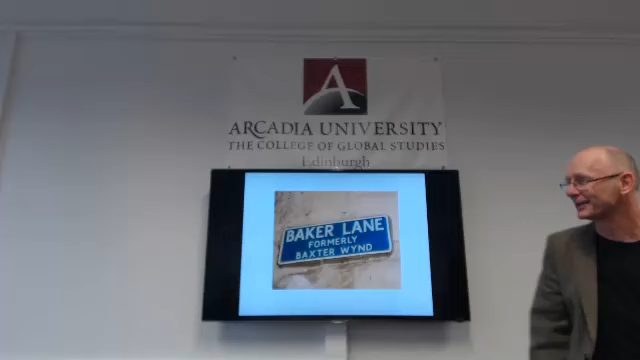 A
ARCADIA UNIVERSITY
THE COLLEGE OF GLOBAL STUDIES
Edinburgh
BAKER LANE
FORMERLY
BAXTER WYND